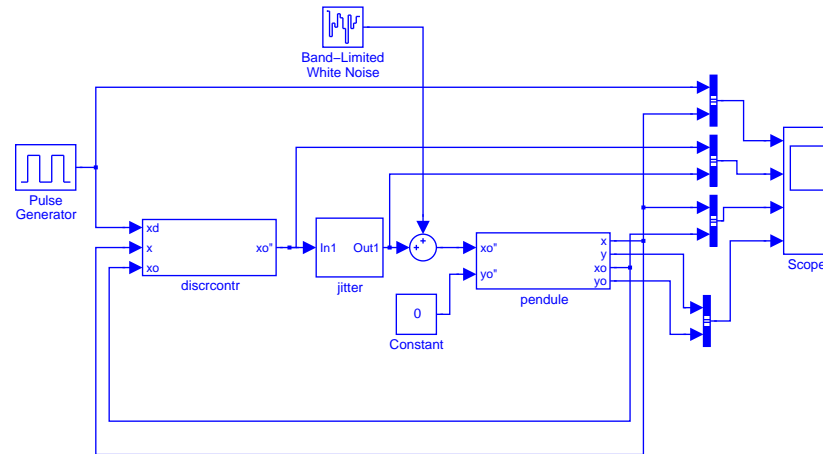 Band−Limited
White Noise
Pulse
Generator
xd
x
xo
xo"
discrcontr
In1
Out1
jitter
+
+
xo"
yo"
x
y
xo
yo
pendule
0
Constant
Scope